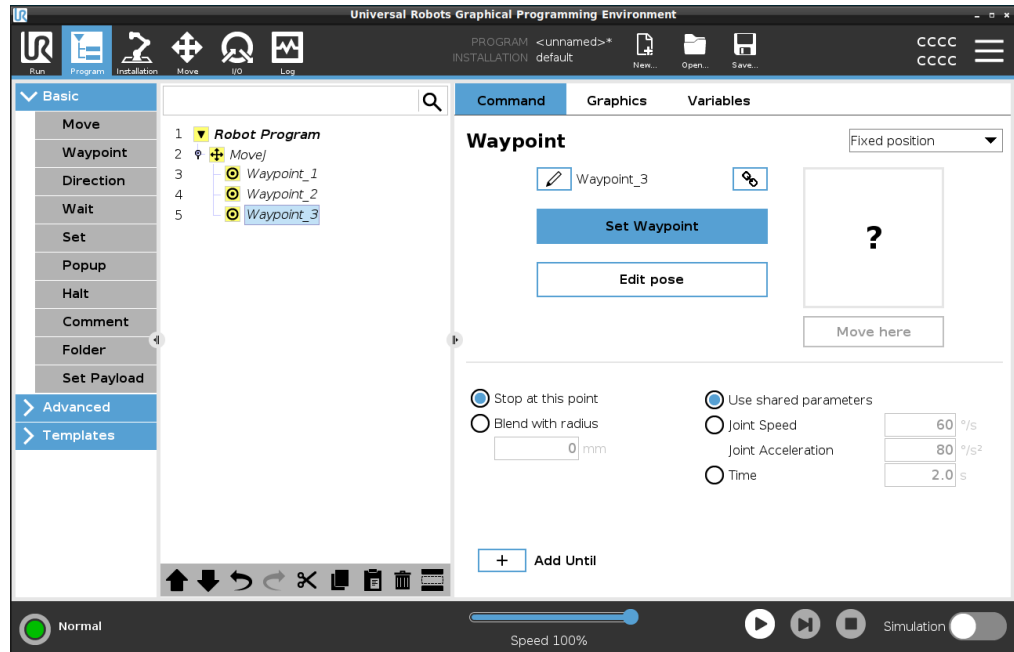 Universal Robots Graphical Programming Environment
UR
Run
Program
Installation
Move
I/O
Log
PROGRAM <unnamed>*
INSTALLATION default
New...
Open...
Save...
CCCC
CCCC
Basic
Move
Waypoint
Direction
Wait
Set
Popup
Halt
Comment
Folder
Set Payload
Advanced
Templates
1 Robot Program
2 MoveJ
3 Waypoint_1
4 Waypoint_2
5 Waypoint_3
Command Graphics Variables
Waypoint
Fixed position
Waypoint_3
Set Waypoint
Edit pose
?
Move here
Stop at this point
Blend with radius
0 mm
Use shared parameters
Joint Speed 60 °/s
Joint Acceleration 80 °/s²
Time 2.0 s
+ Add Until
Normal
Speed 100%
Simulation